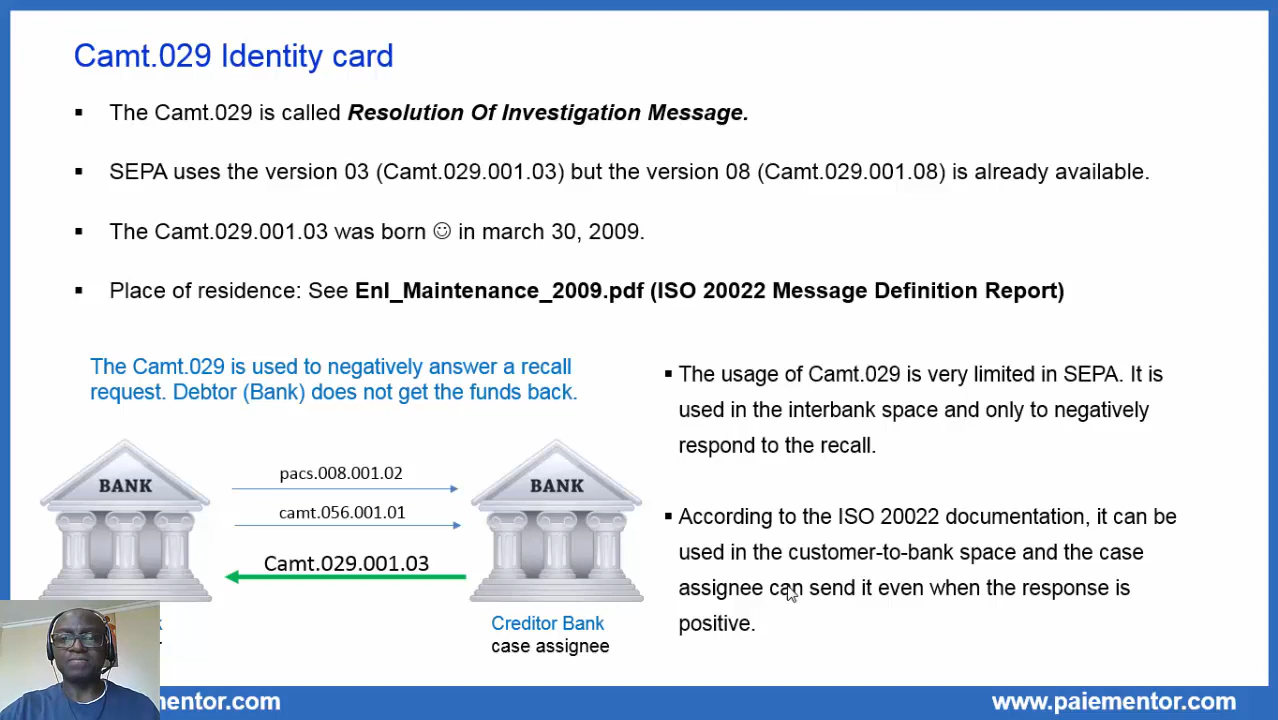 Camt.029 Identity card
▪ The Camt.029 is called Resolution Of Investigation Message.
▪ SEPA uses the version 03 (Camt.029.001.03) but the version 08 (Camt.029.001.08) is already available.
▪ The Camt.029.001.03 was born ☺ in march 30, 2009.
▪ Place of residence: See EnI_Maintenance_2009.pdf (ISO 20022 Message Definition Report)
The Camt.029 is used to negatively answer a recall
request. Debtor (Bank) does not get the funds back.
BANK
pacs.008.001.02
camt.056.001.01
Camt.029.001.03
BANK
Creditor Bank
case assignee
▪ The usage of Camt.029 is very limited in SEPA. It is
used in the interbank space and only to negatively
respond to the recall.
▪ According to the ISO 20022 documentation, it can be
used in the customer-to-bank space and the case
assignee can send it even when the response is
positive.
mentor.com
www.paiementor.com